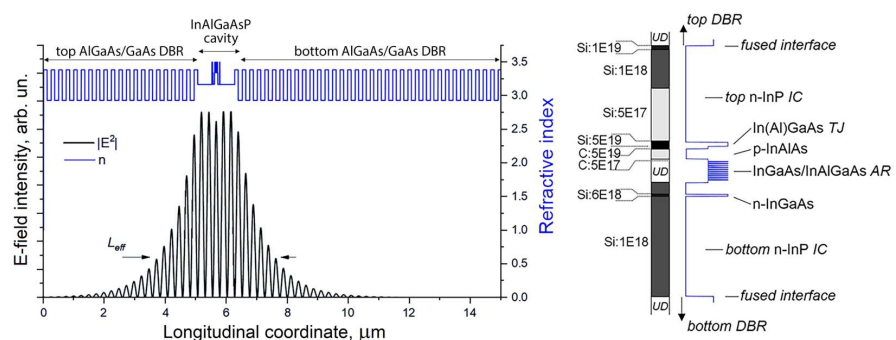 InAlGaAsP
cavity
top AlGaAs/GaAs DBR
bottom AlGaAs/GaAs DBR
E-field intensity, arb. un.
|E²|
n
L_eff
3.5
3.0
2.5
2.0
1.5
1.0
0.5
0.0
Refractive index
0
2
4
6
8
10
12
14
Longitudinal coordinate, µm
UD
top DBR
Si:1E19
fused interface
Si:1E18
top n-InP IC
Si:5E17
In(Al)GaAs TJ
Si:5E19
p-InAlAs
C:5E19
C:5E17
InGaAs/InAlGaAs AR
UD
Si:6E18
n-InGaAs
Si:1E18
bottom n-InP IC
fused interface
UD
bottom DBR